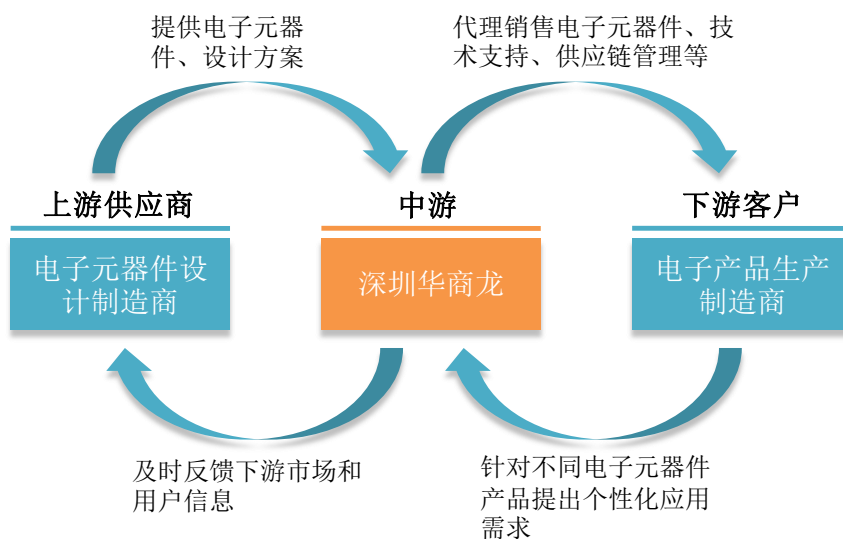 提供电子元器
件、设计方案
代理销售电子元器件、技
术支持、供应链管理等
上游供应商
中游
下游客户
电子元器件设
计制造商
深圳华商龙
电子产品生产
制造商
及时反馈下游市场和
用户信息
针对不同电子元器件
产品提出个性化应用
需求